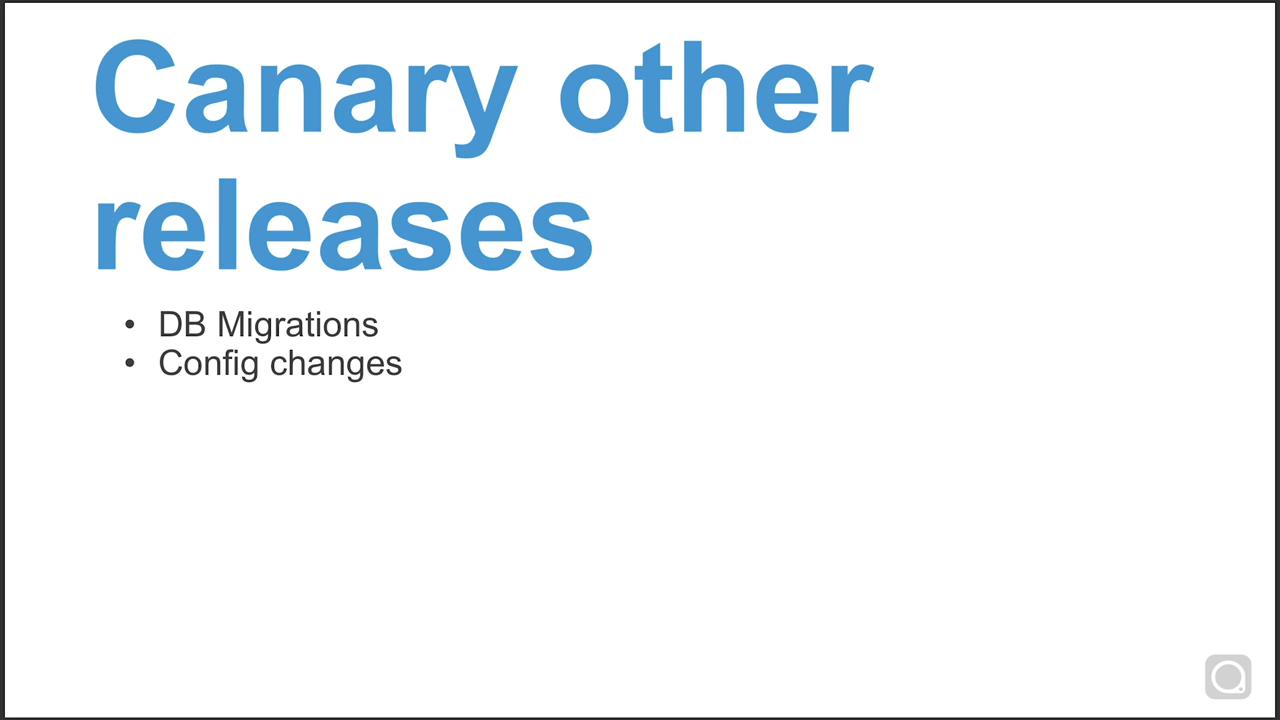 Canary other
releases
• DB Migrations
• Config changes